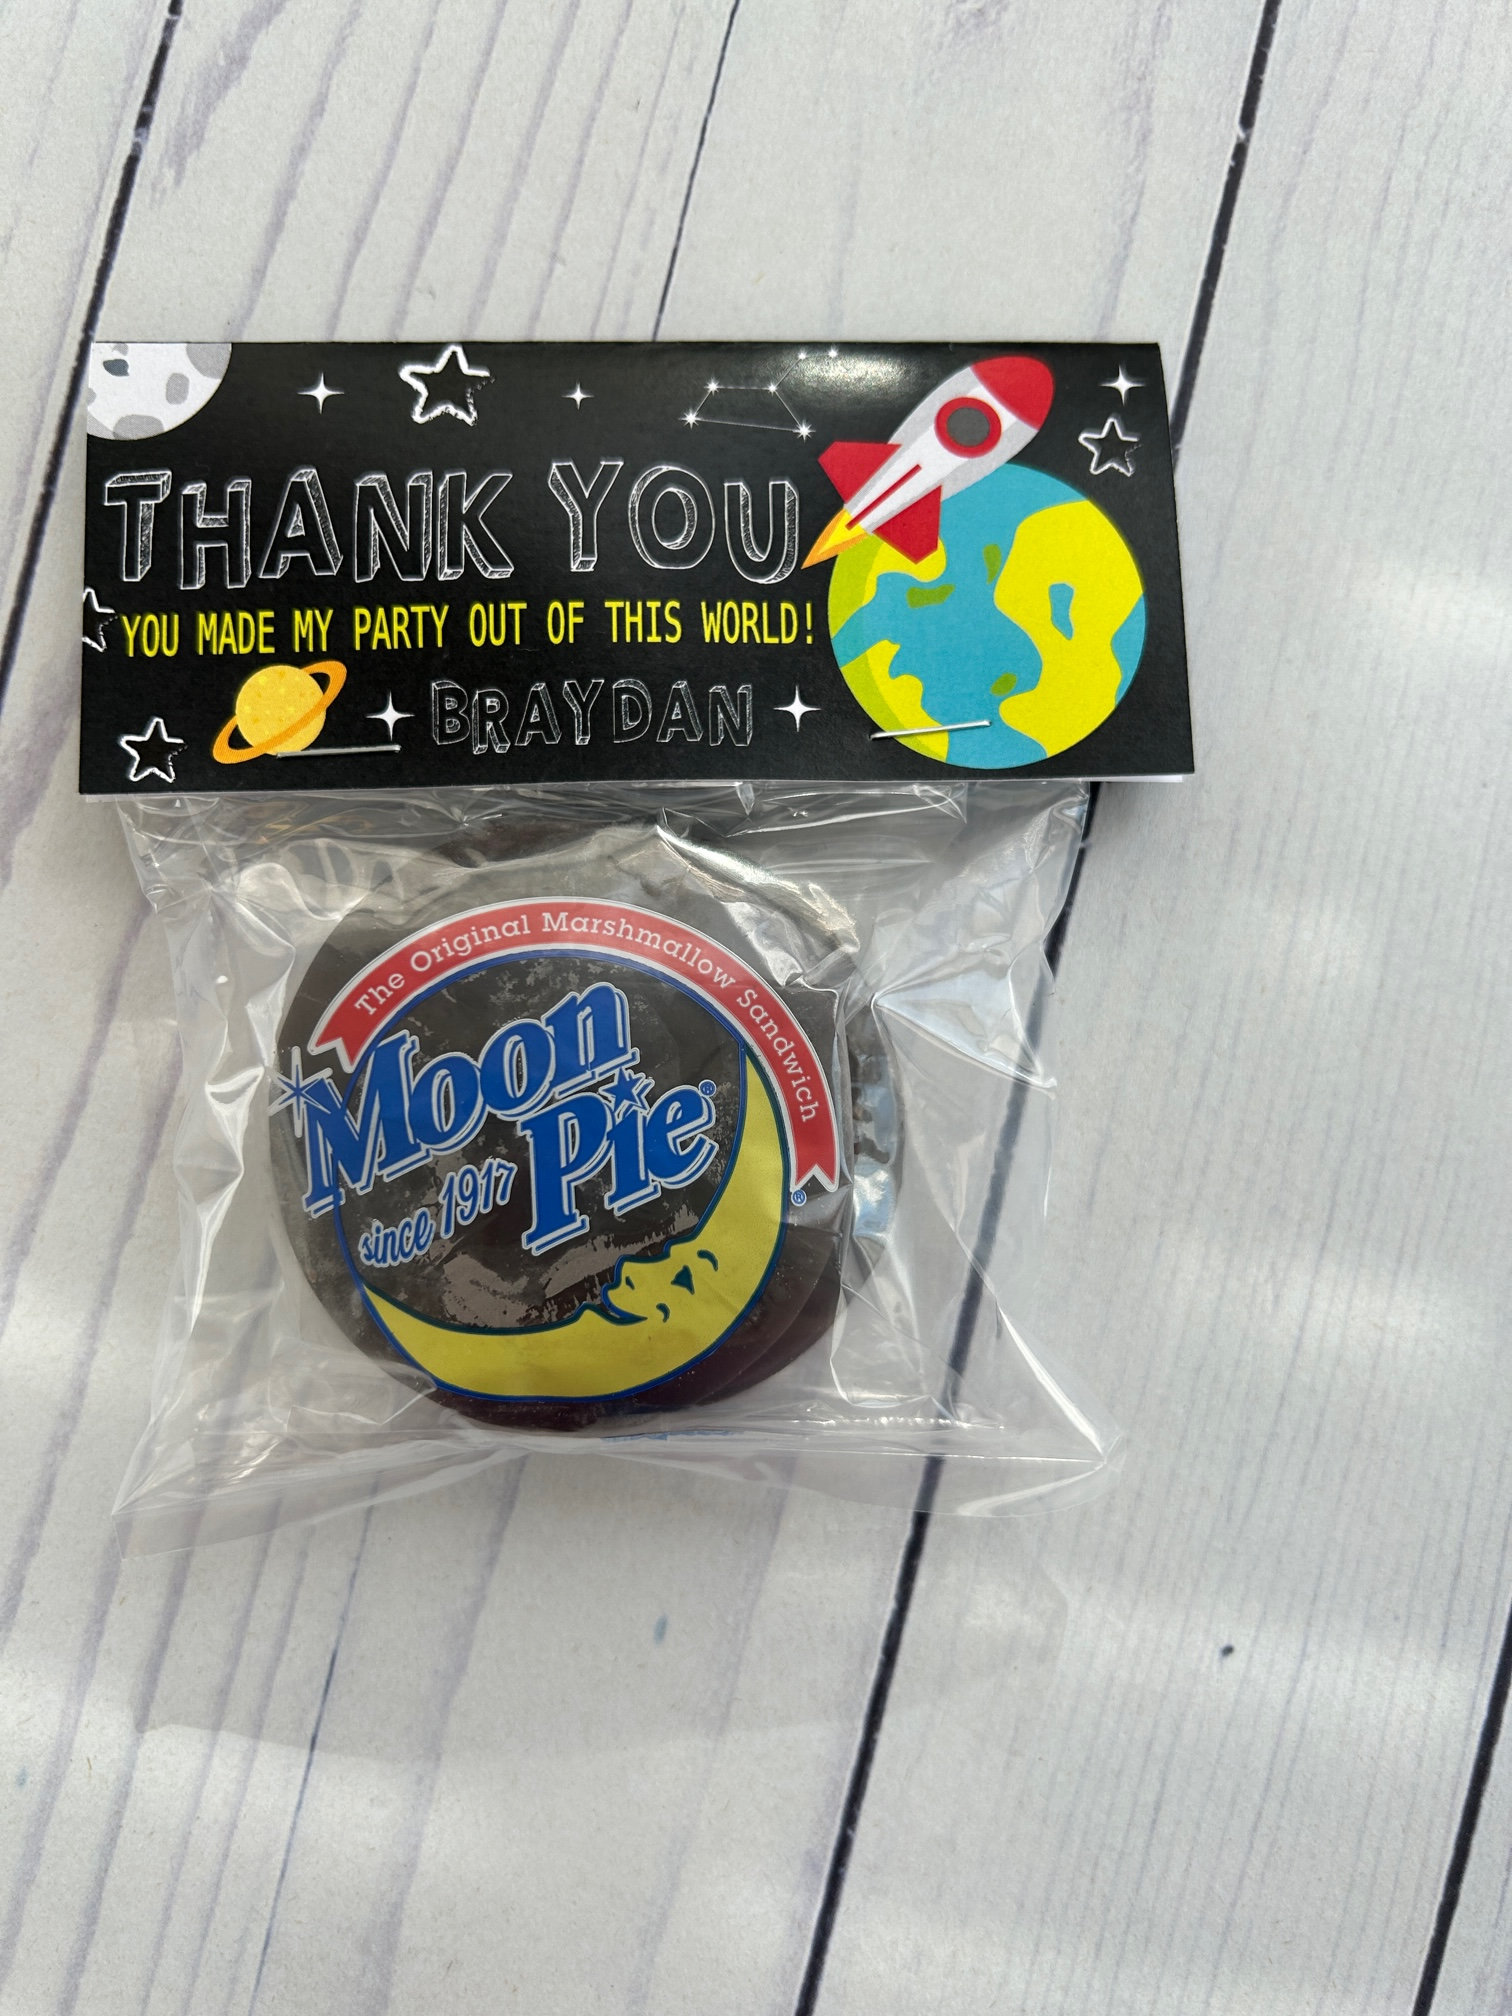 THANK YOU
YOU MADE MY PARTY OUT OF THIS WORLD!
BRAYDAN
The Original Marshmallow Sandwich
Moon
Pie®
since 1917
®